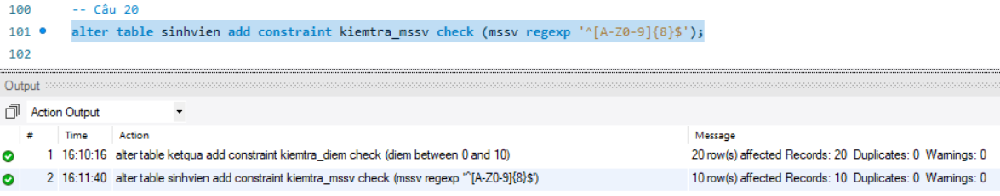 100 -- Câu 20
101 alter table sinhvien add constraint kiemtra_mssv check (mssv regexp '^[A-Z0-9]{8}$');
102
Output
Action Output
# Time Action Message
1 16:10:16 alter table ketqua add constraint kiemtra_diem check (diem between 0 and 10) 20 row(s) affected Records: 20 Duplicates: 0 Warnings: 0
2 16:11:40 alter table sinhvien add constraint kiemtra_mssv check (mssv regexp '^[A-Z0-9]{8}$') 10 row(s) affected Records: 10 Duplicates: 0 Warnings: 0